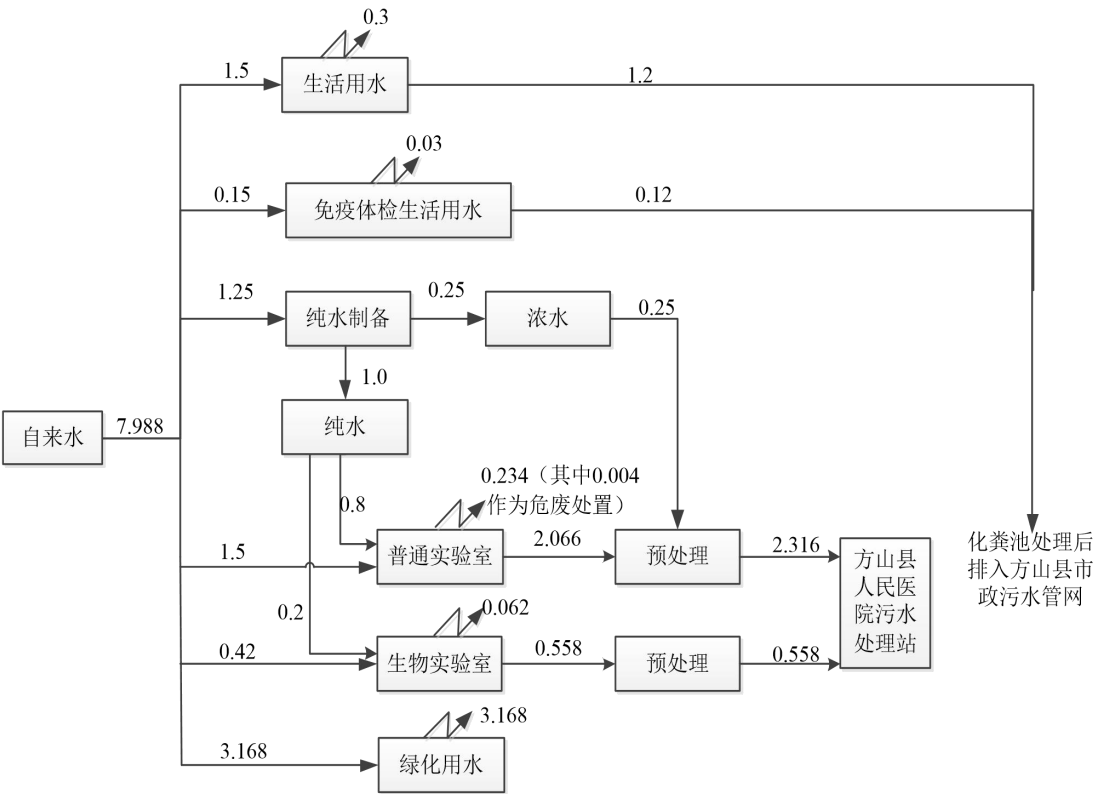 0.3
1.5
生活用水
1.2
0.03
0.15
免疫体检生活用水
0.12
1.25
纯水制备
0.25
浓水
0.25
1.0
自来水
7.988
纯水
0.8
0.234（其中0.004
作为危废处置）
1.5
普通实验室
2.066
预处理
2.316
方山县
人民医
院污水
处理站
化粪池处理后
排入方山县市
政污水管网
0.2
0.062
0.42
生物实验室
0.558
预处理
0.558
3.168
3.168
绿化用水